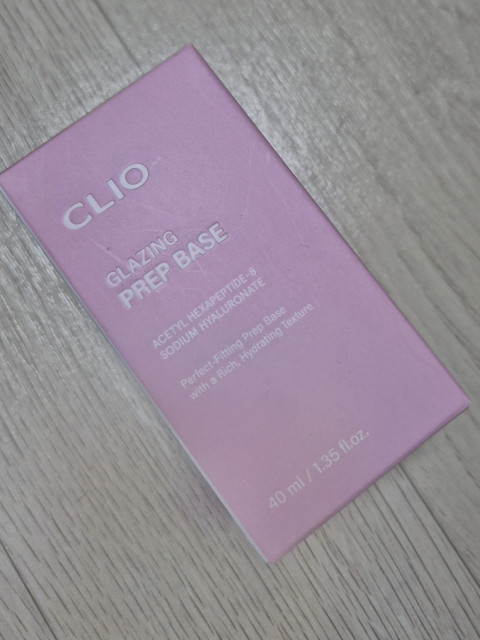 CLIO
GLAZING
PREP BASE
ACETYL HEXAPEPTIDE-8
SODIUM HYALURONATE
Perfect-Fitting Prep Base
with a Rich, Hydrating Texture
40 ml / 1.35 fl.oz.